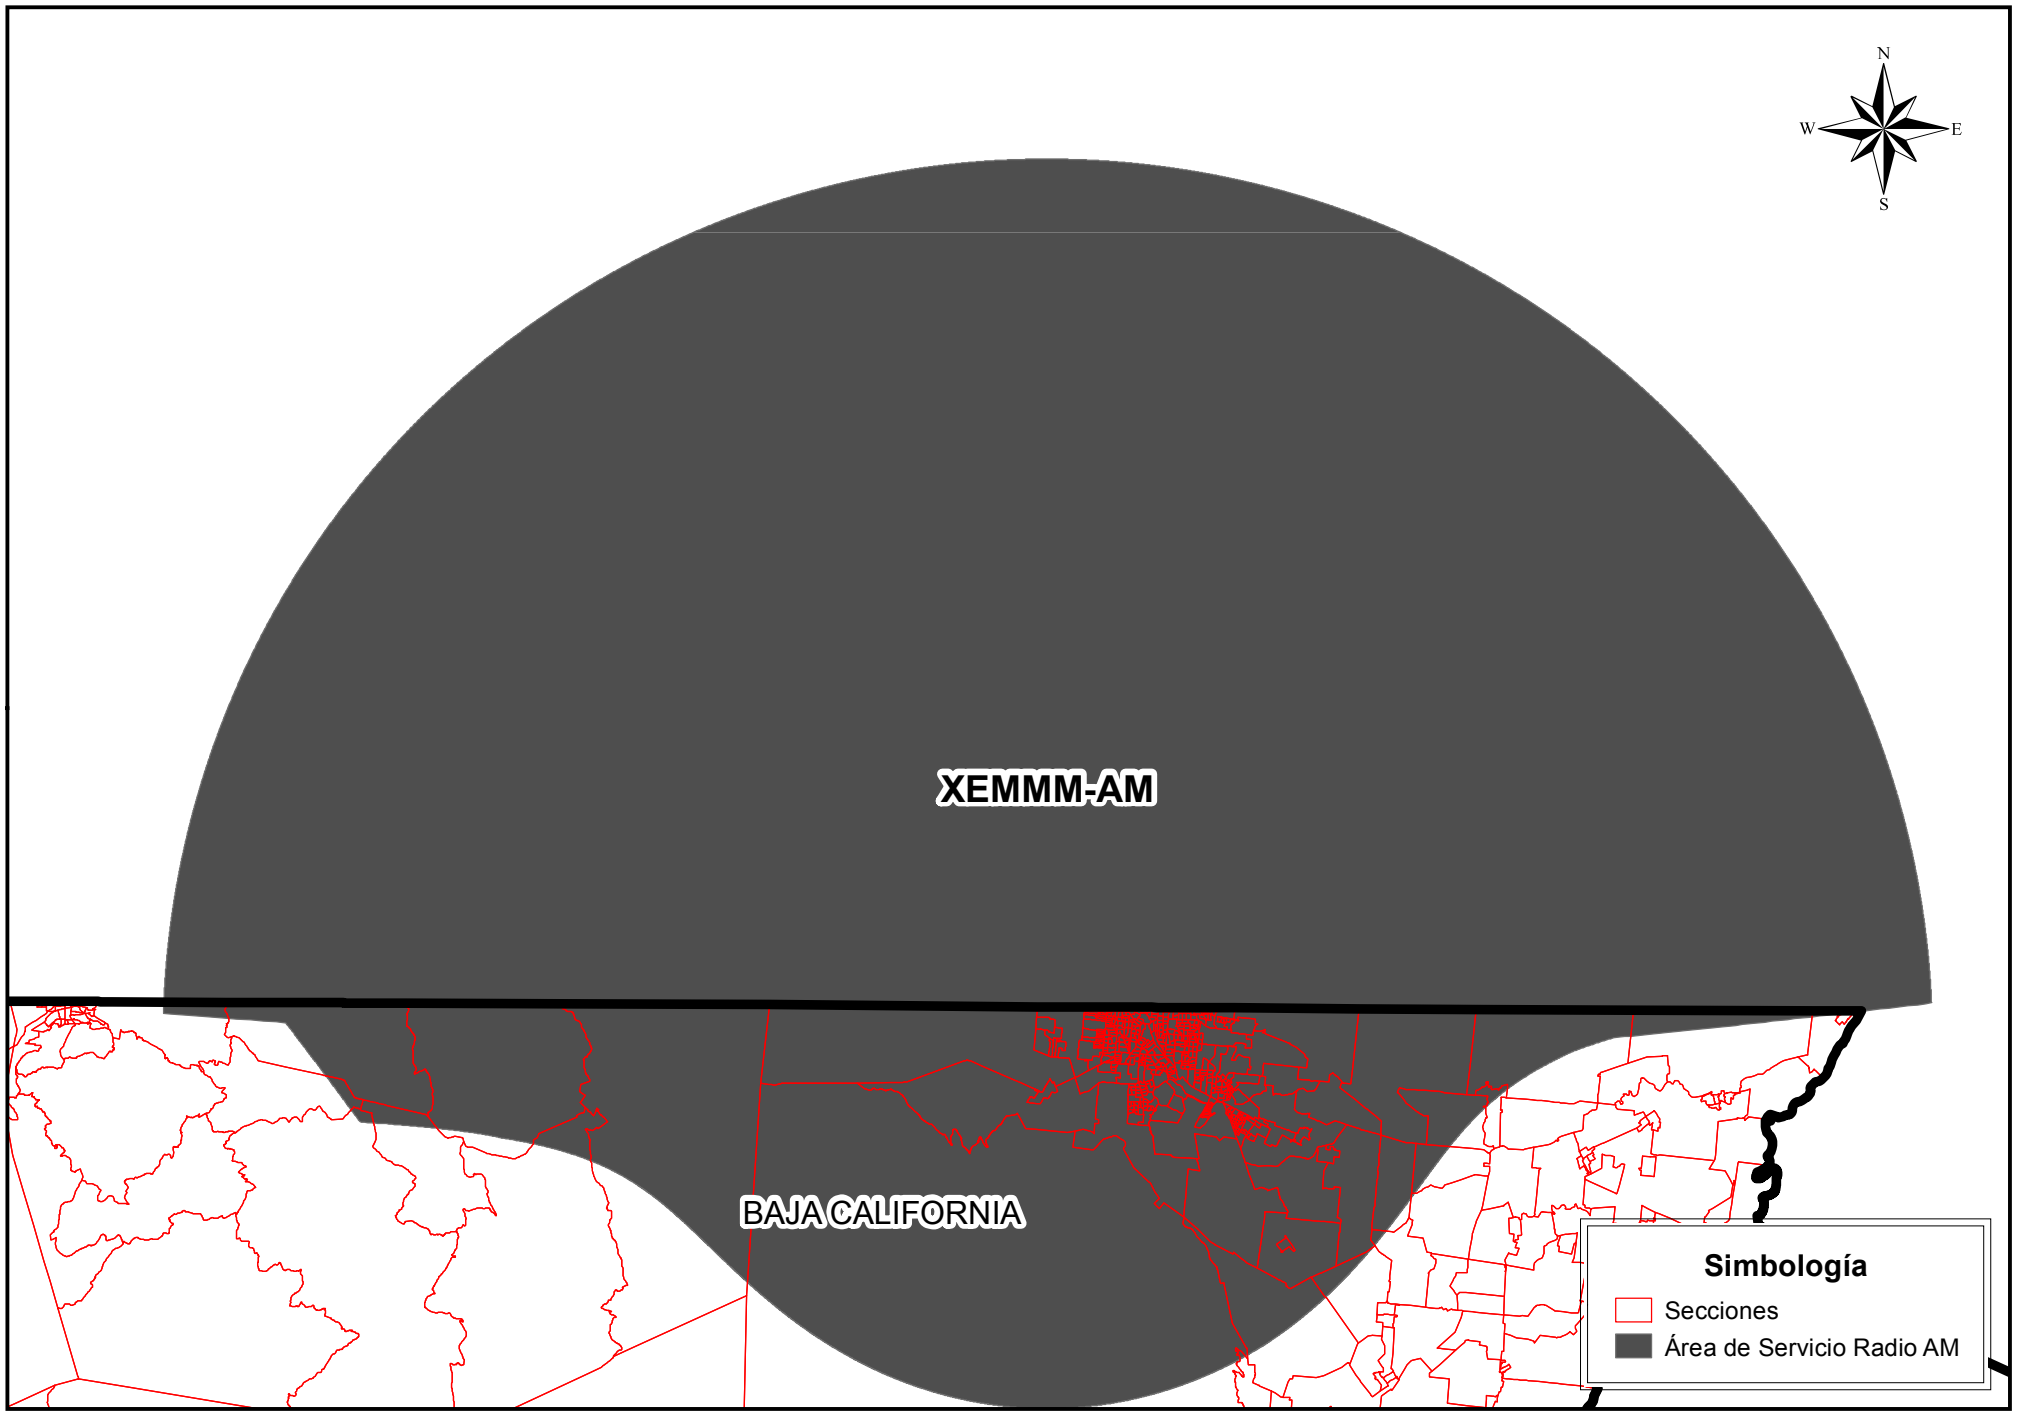 N
W E
S
XEMMM-AM
BAJA CALIFORNIA
Simbología
Secciones
Área de Servicio Radio AM